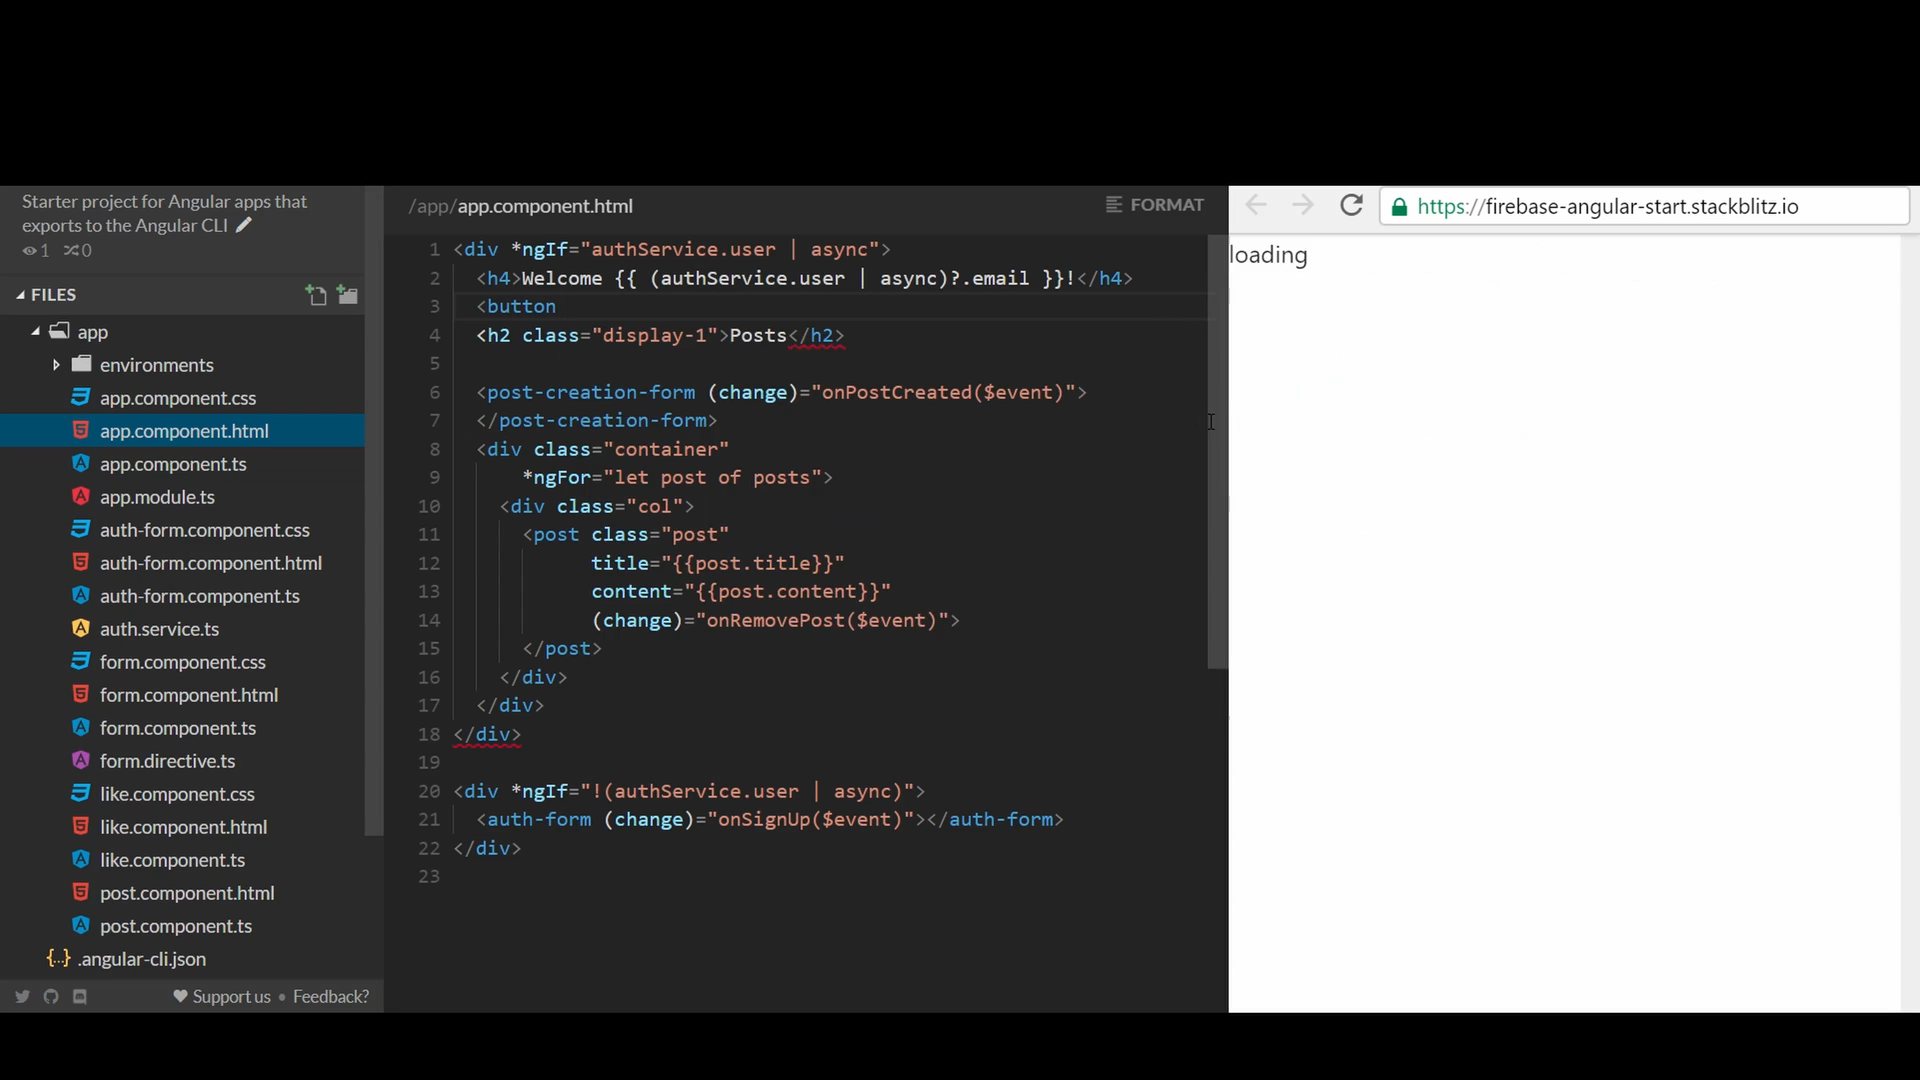 Starter project for Angular apps that
exports to the Angular CLI
1 0
FILES
app
environments
app.component.css
app.component.html
app.component.ts
app.module.ts
auth-form.component.css
auth-form.component.html
auth-form.component.ts
auth.service.ts
form.component.css
form.component.html
form.component.ts
form.directive.ts
like.component.css
like.component.html
like.component.ts
post.component.html
post.component.ts
{..} .angular-cli.json
Support us • Feedback?
/app/app.component.html
FORMAT
1 <div *ngIf="authService.user | async">
2 <h4>Welcome {{ (authService.user | async)?.email }}!</h4>
3 <button
4 <h2 class="display-1">Posts</h2>
5
6 <post-creation-form (change)="onPostCreated($event)">
7 </post-creation-form>
8 <div class="container"
9 *ngFor="let post of posts">
10 <div class="col">
11 <post class="post"
12 title="{{post.title}}"
13 content="{{post.content}}"
14 (change)="onRemovePost($event)">
15 </post>
16 </div>
17 </div>
18 </div>
19
20 <div *ngIf="!(authService.user | async)">
21 <auth-form (change)="onSignUp($event)"></auth-form>
22 </div>
23
https://firebase-angular-start.stackblitz.io
loading